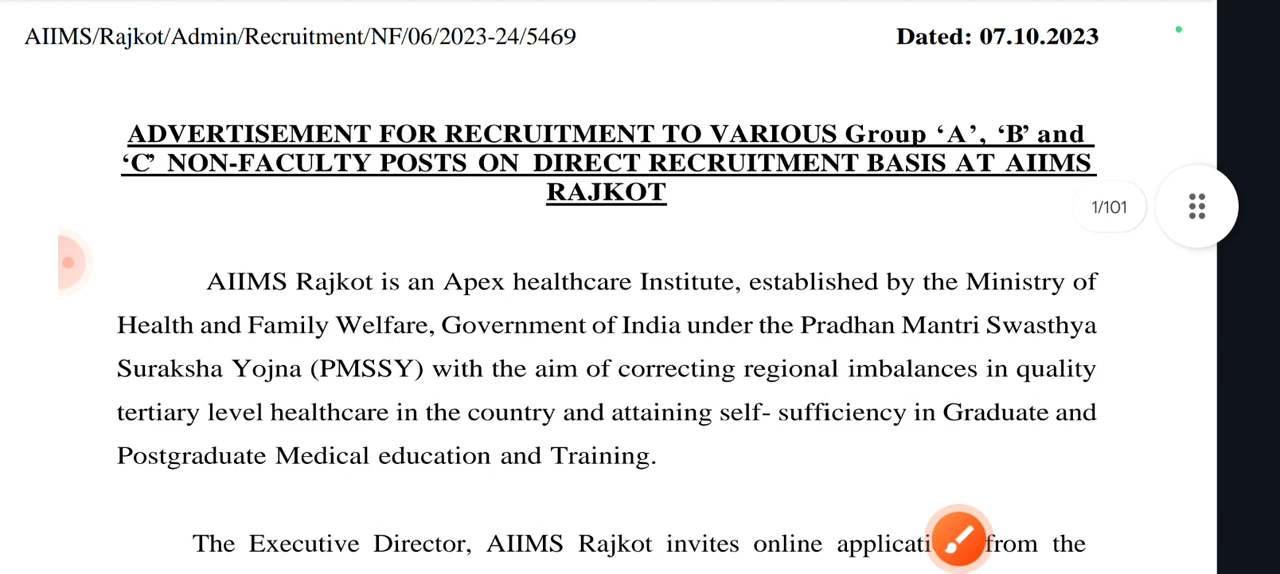 AIIMS/Rajkot/Admin/Recruitment/NF/06/2023-24/5469 Dated: 07.10.2023
ADVERTISEMENT FOR RECRUITMENT TO VARIOUS Group ‘A’, ‘B’ and
‘C’ NON-FACULTY POSTS ON DIRECT RECRUITMENT BASIS AT AIIMS
RAJKOT
1/101
AIIMS Rajkot is an Apex healthcare Institute, established by the Ministry of
Health and Family Welfare, Government of India under the Pradhan Mantri Swasthya
Suraksha Yojna (PMSSY) with the aim of correcting regional imbalances in quality
tertiary level healthcare in the country and attaining self- sufficiency in Graduate and
Postgraduate Medical education and Training.
The Executive Director, AIIMS Rajkot invites online from the